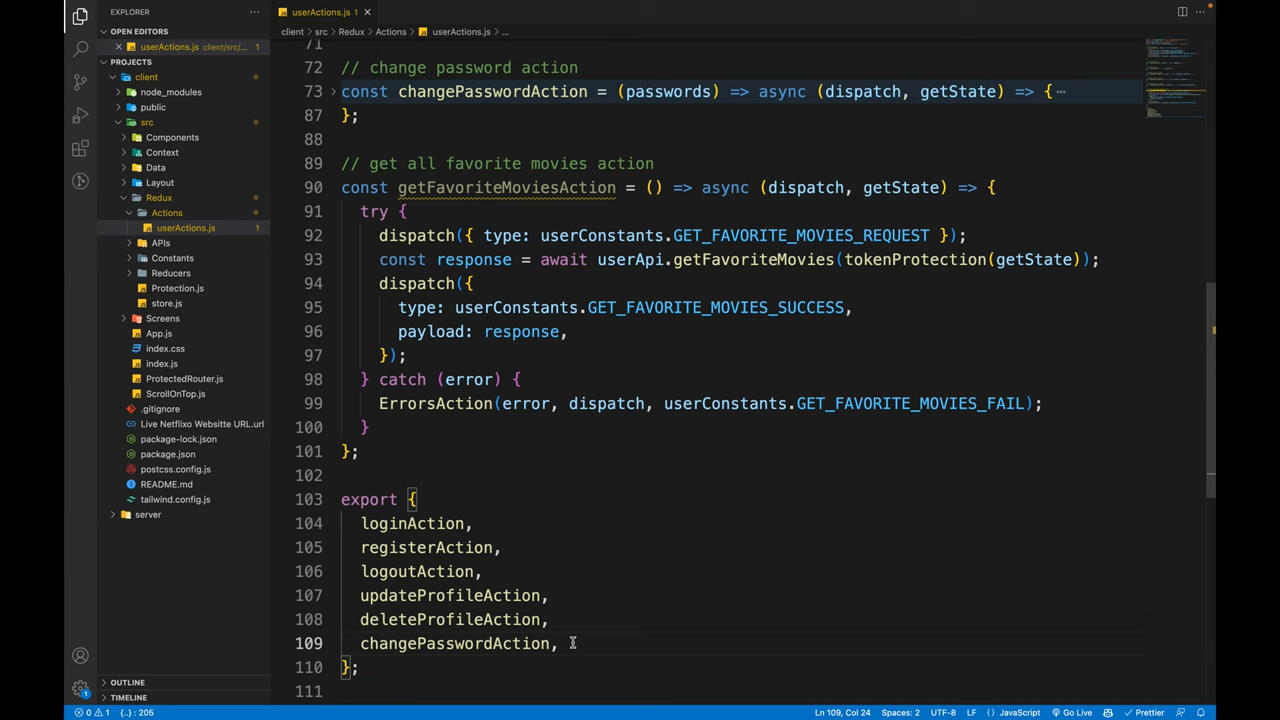 EXPLORER
OPEN EDITORS
userActions.js client/src/... 1
PROJECTS
client
node_modules
public
src
Components
Context
Data
Layout
Redux
Actions
userActions.js 1
APIs
Constants
Reducers
Protection.js
store.js
Screens
App.js
index.css
index.js
ProtectedRouter.js
ScrollOnTop.js
.gitignore
Live Netflixo Websitte URL.url
package-lock.json
package.json
postcss.config.js
README.md
tailwind.config.js
server
OUTLINE
TIMELINE
userActions.js 1
client > src > Redux > Actions > userActions.js > ...
71
72 // change password action
73 const changePasswordAction = (passwords) => async (dispatch, getState) => {
87 };
88
89 // get all favorite movies action
90 const getFavoriteMoviesAction = () => async (dispatch, getState) => {
91 try {
92 dispatch({ type: userConstants.GET_FAVORITE_MOVIES_REQUEST });
93 const response = await userApi.getFavoriteMovies(tokenProtection(getState));
94 dispatch({
95 type: userConstants.GET_FAVORITE_MOVIES_SUCCESS,
96 payload: response,
97 });
98 } catch (error) {
99 ErrorsAction(error, dispatch, userConstants.GET_FAVORITE_MOVIES_FAIL);
100 }
101 };
102
103 export {
104 loginAction,
105 registerAction,
106 logoutAction,
107 updateProfileAction,
108 deleteProfileAction,
109 changePasswordAction,
110 };
111
1
0 1 {..} : 205 Ln 109, Col 24 Spaces: 2 UTF-8 LF {} JavaScript Go Live Prettier